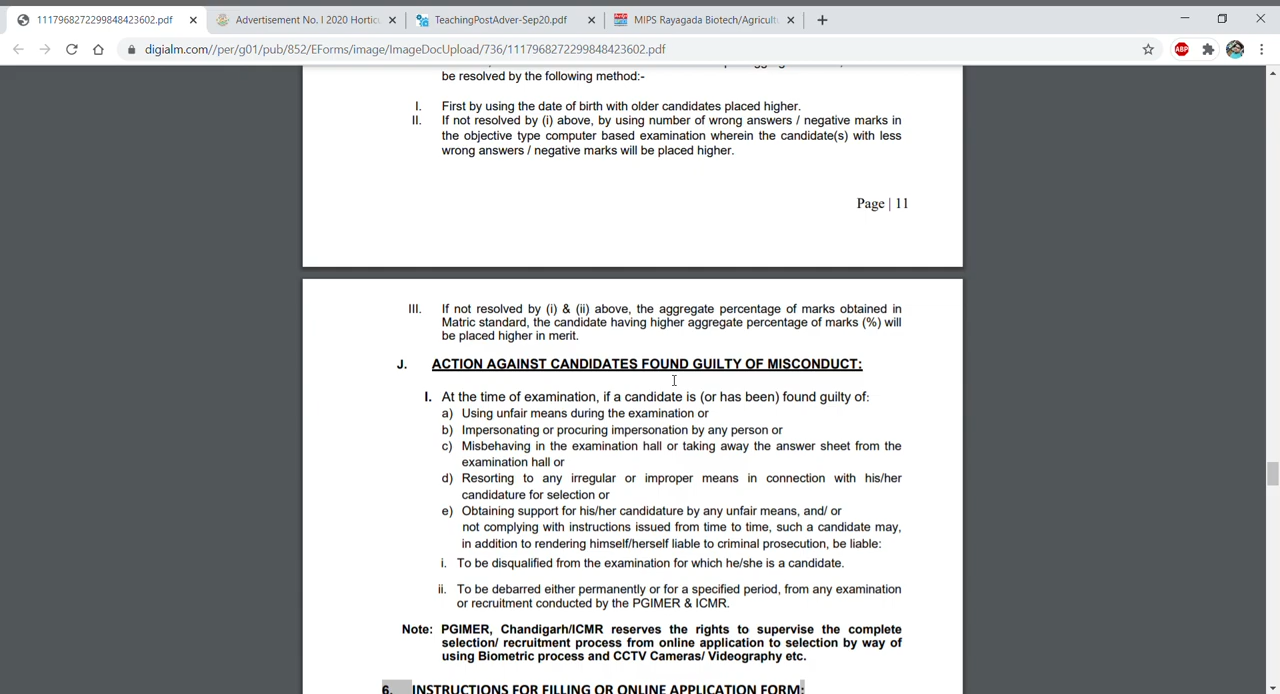 1117968272299848423602.pdf
Advertisement No. I 2020 Hortic
TeachingPostAdver-Sep20.pdf
MIPS Rayagada Biotech/Agricult
digialm.com//per/g01/pub/852/EForms/image/ImageDocUpload/736/1117968272299848423602.pdf
ABP
be resolved by the following method:-
I. First by using the date of birth with older candidates placed higher.
II. If not resolved by (i) above, by using number of wrong answers / negative marks in
the objective type computer based examination wherein the candidate(s) with less
wrong answers / negative marks will be placed higher.
Page | 11
III. If not resolved by (i) & (ii) above, the aggregate percentage of marks obtained in
Matric standard, the candidate having higher aggregate percentage of marks (%) will
be placed higher in merit.
J. ACTION AGAINST CANDIDATES FOUND GUILTY OF MISCONDUCT:
I. At the time of examination, if a candidate is (or has been) found guilty of:
a) Using unfair means during the examination or
b) Impersonating or procuring impersonation by any person or
c) Misbehaving in the examination hall or taking away the answer sheet from the
examination hall or
d) Resorting to any irregular or improper means in connection with his/her
candidature for selection or
e) Obtaining support for his/her candidature by any unfair means, and/ or
not complying with instructions issued from time to time, such a candidate may,
in addition to rendering himself/herself liable to criminal prosecution, be liable:
i. To be disqualified from the examination for which he/she is a candidate.
ii. To be debarred either permanently or for a specified period, from any examination
or recruitment conducted by the PGIMER & ICMR.
Note: PGIMER, Chandigarh/ICMR reserves the rights to supervise the complete
selection/ recruitment process from online application to selection by way of
using Biometric process and CCTV Cameras/ Videography etc.
6. INSTRUCTIONS FOR FILLING OR ONLINE APPLICATION FORM: